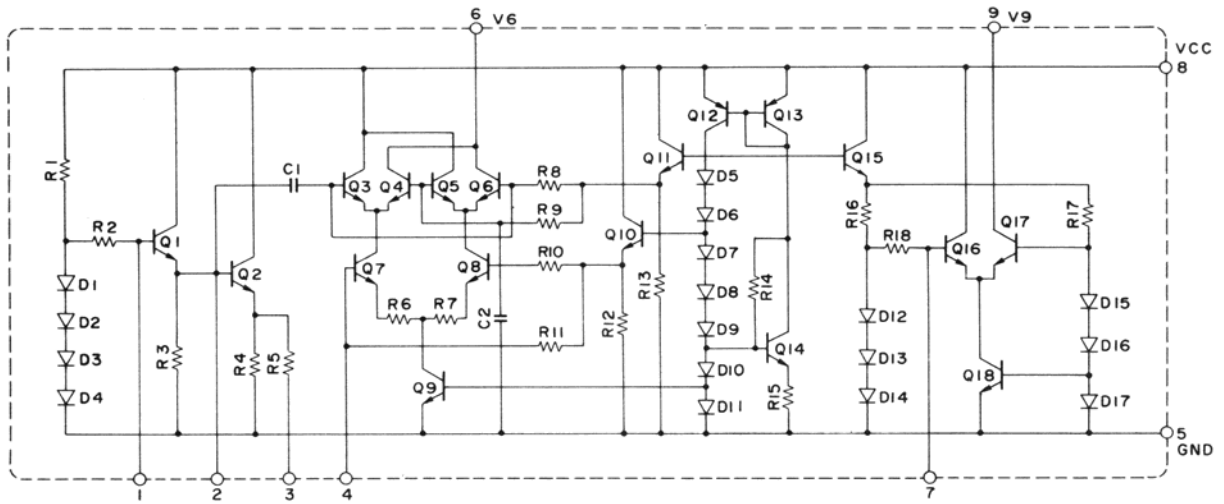 6 V6
9 V9
VCC
8
R1
C1
Q3
Q4
Q5
Q6
R8
R9
Q11
Q12
Q13
Q15
D5
D6
D7
D8
D9
D10
D11
R2
Q1
Q2
Q7
Q8
R10
R11
Q10
R6
R7
C2
R12
R13
R14
Q14
R15
R16
R17
R18
Q16
Q17
D1
D2
D3
D4
R3
R4
R5
Q9
D12
D13
D14
Q18
D15
D16
D17
5
GND
1
2
3
4
7